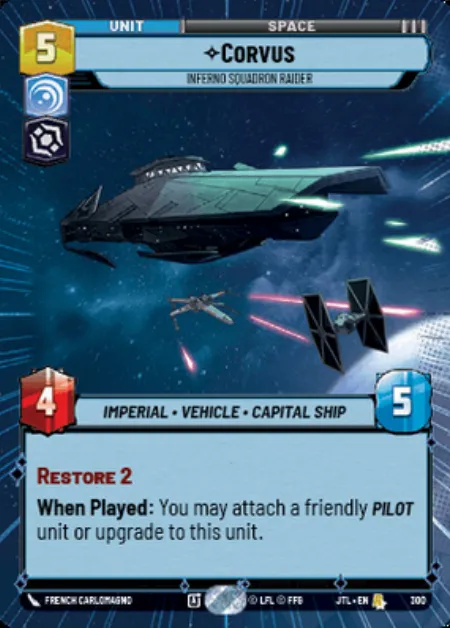 UNIT
SPACE
5
CORVUS
INFERNO SQUADRON RAIDER
4
IMPERIAL • VEHICLE • CAPITAL SHIP
5
RESTORE 2
When Played: You may attach a friendly PILOT
unit or upgrade to this unit.
FRENCH CARLOMAGNO
© LFL © FFG
JTL • EN
300